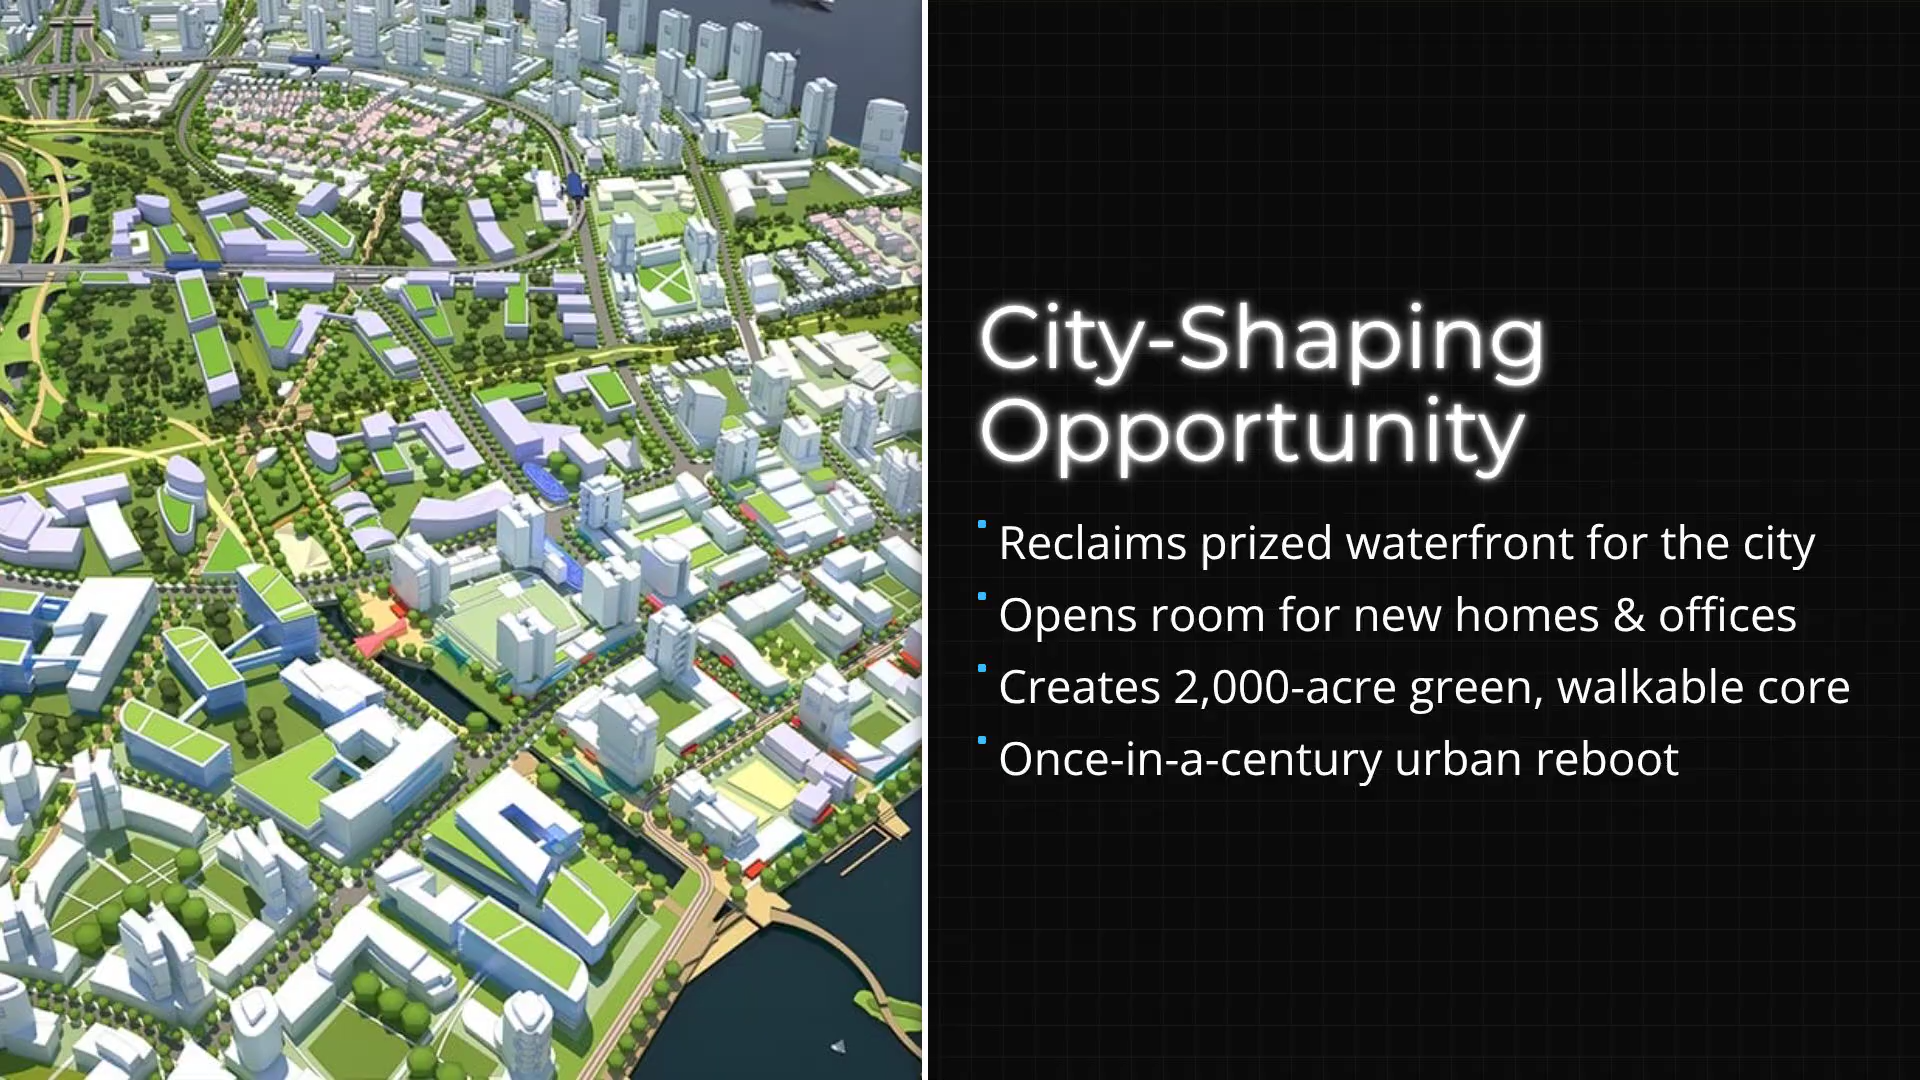 City-Shaping
Opportunity
Reclaims prized waterfront for the city
Opens room for new homes & offices
Creates 2,000-acre green, walkable core
Once-in-a-century urban reboot